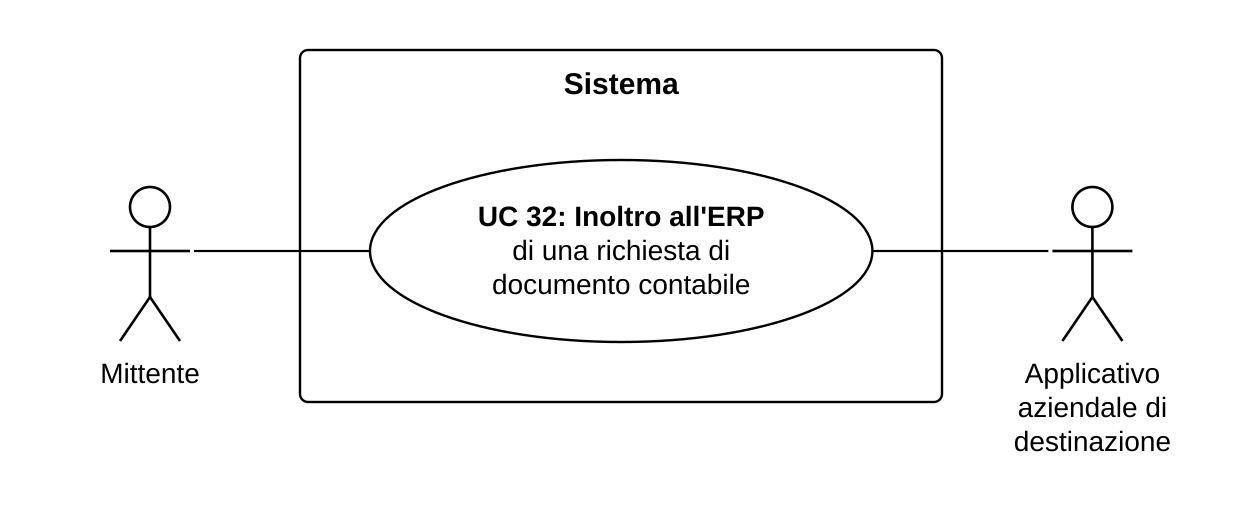 Sistema
UC 32: Inoltro all'ERP
di una richiesta di
documento contabile
Mittente
Applicativo
aziendale di
destinazione